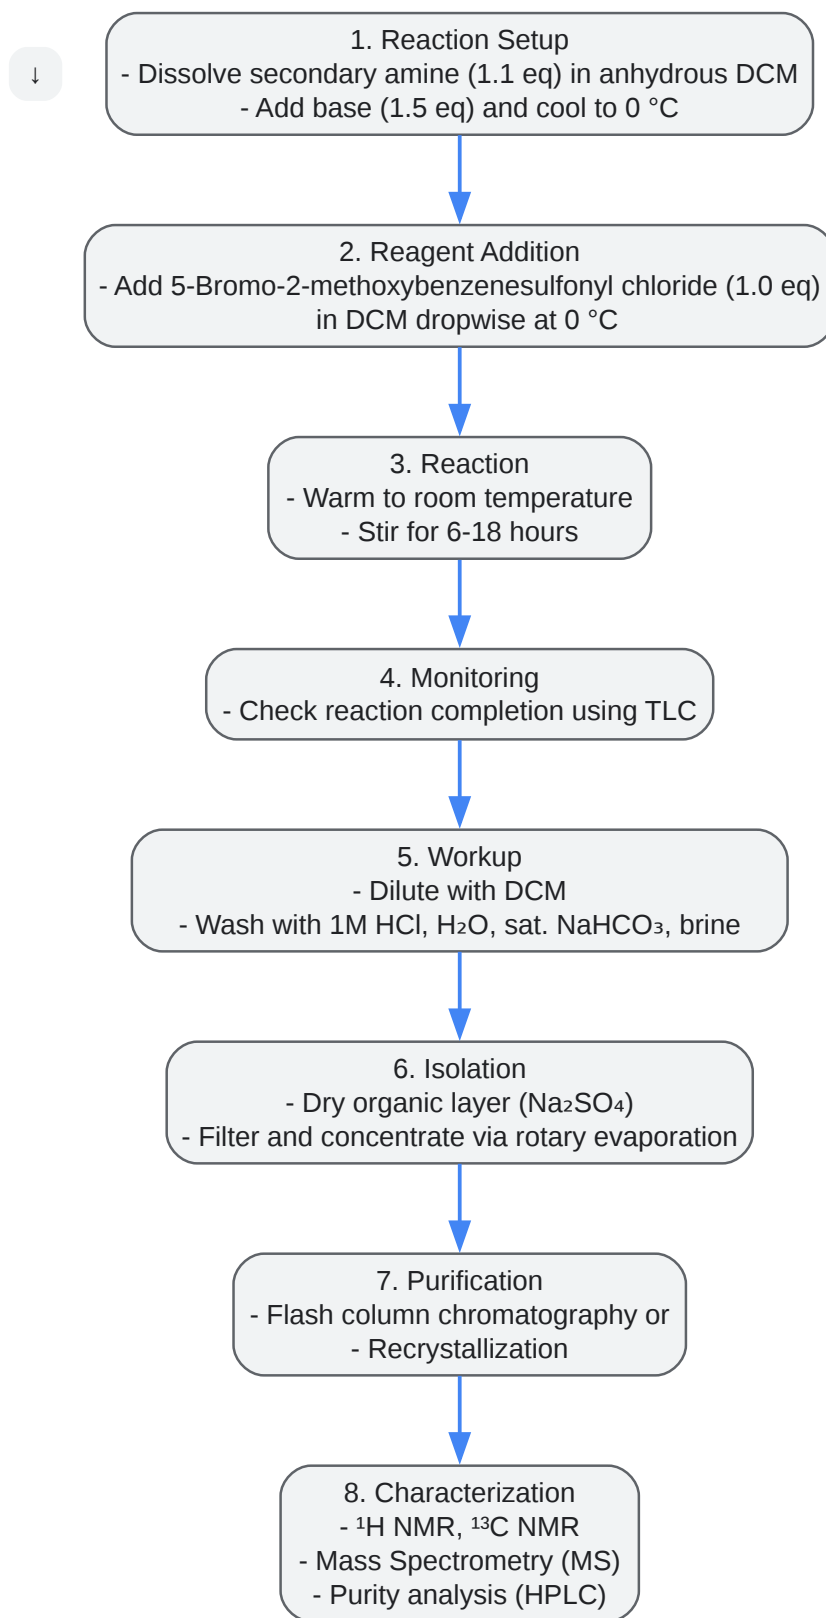 ↓
1. Reaction Setup
- Dissolve secondary amine (1.1 eq) in anhydrous DCM
- Add base (1.5 eq) and cool to 0 °C
2. Reagent Addition
- Add 5-Bromo-2-methoxybenzenesulfonyl chloride (1.0 eq)
in DCM dropwise at 0 °C
3. Reaction
- Warm to room temperature
- Stir for 6-18 hours
4. Monitoring
- Check reaction completion using TLC
5. Workup
- Dilute with DCM
- Wash with 1M HCl, H₂O, sat. NaHCO₃, brine
6. Isolation
- Dry organic layer (Na₂SO₄)
- Filter and concentrate via rotary evaporation
7. Purification
- Flash column chromatography or
- Recrystallization
8. Characterization
- ¹H NMR, ¹³C NMR
- Mass Spectrometry (MS)
- Purity analysis (HPLC)